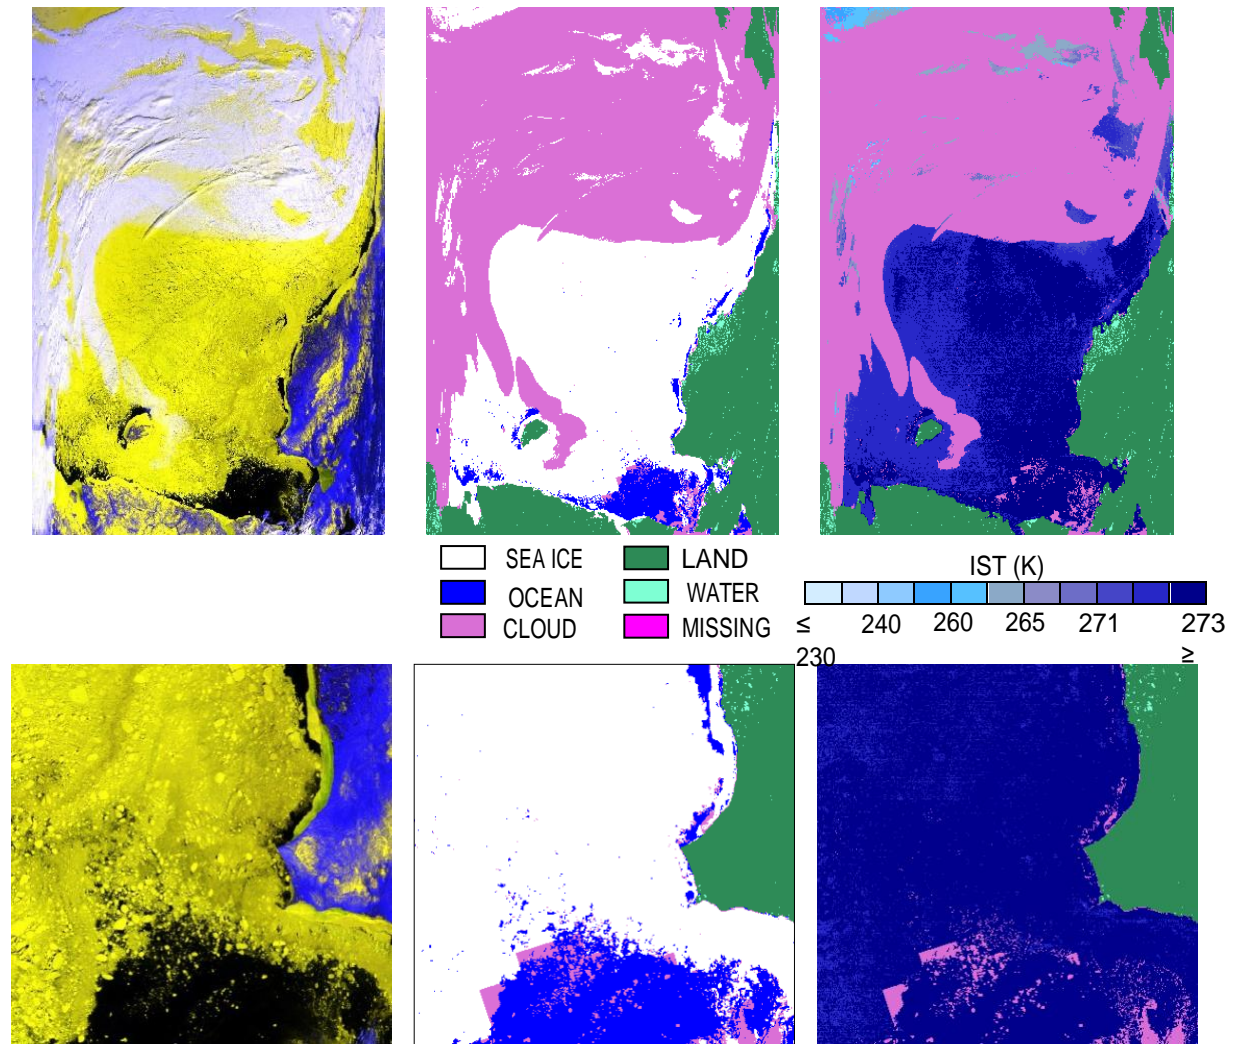 SEA ICE LAND
OCEAN WATER
CLOUD MISSING
IST (K)
≤ 240 260 265 271 273
230 ≥